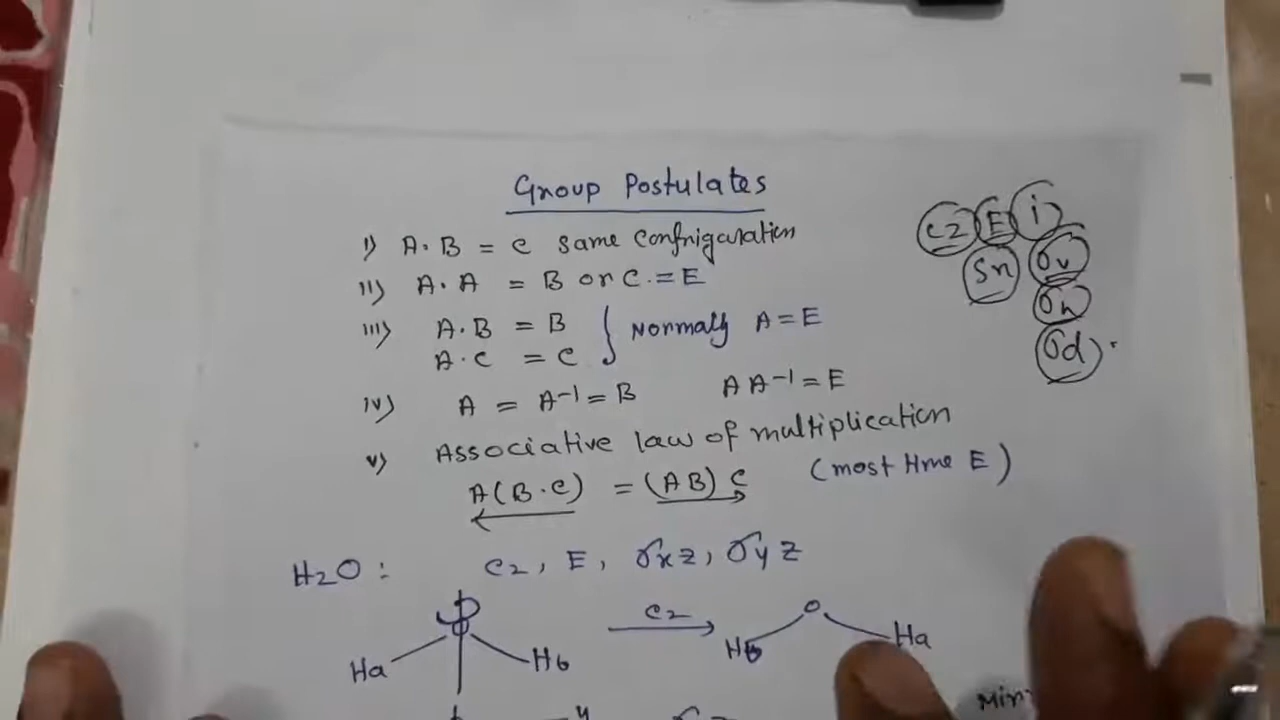 Group Postulates
I) A·B = C same confrigaration
II) A·A = B or C = E
III) A·B = B } Normally A = E
A·C = C
IV) A = A-1 = B AA-1 = E
V) Associative law of multiplication
A(B·C) = (AB)C (most time E)
C2 E i
Sn σv
σh
σd
H2O : C2, E, σxz, σyz
Ha Hb C2 O Hb Ha
y